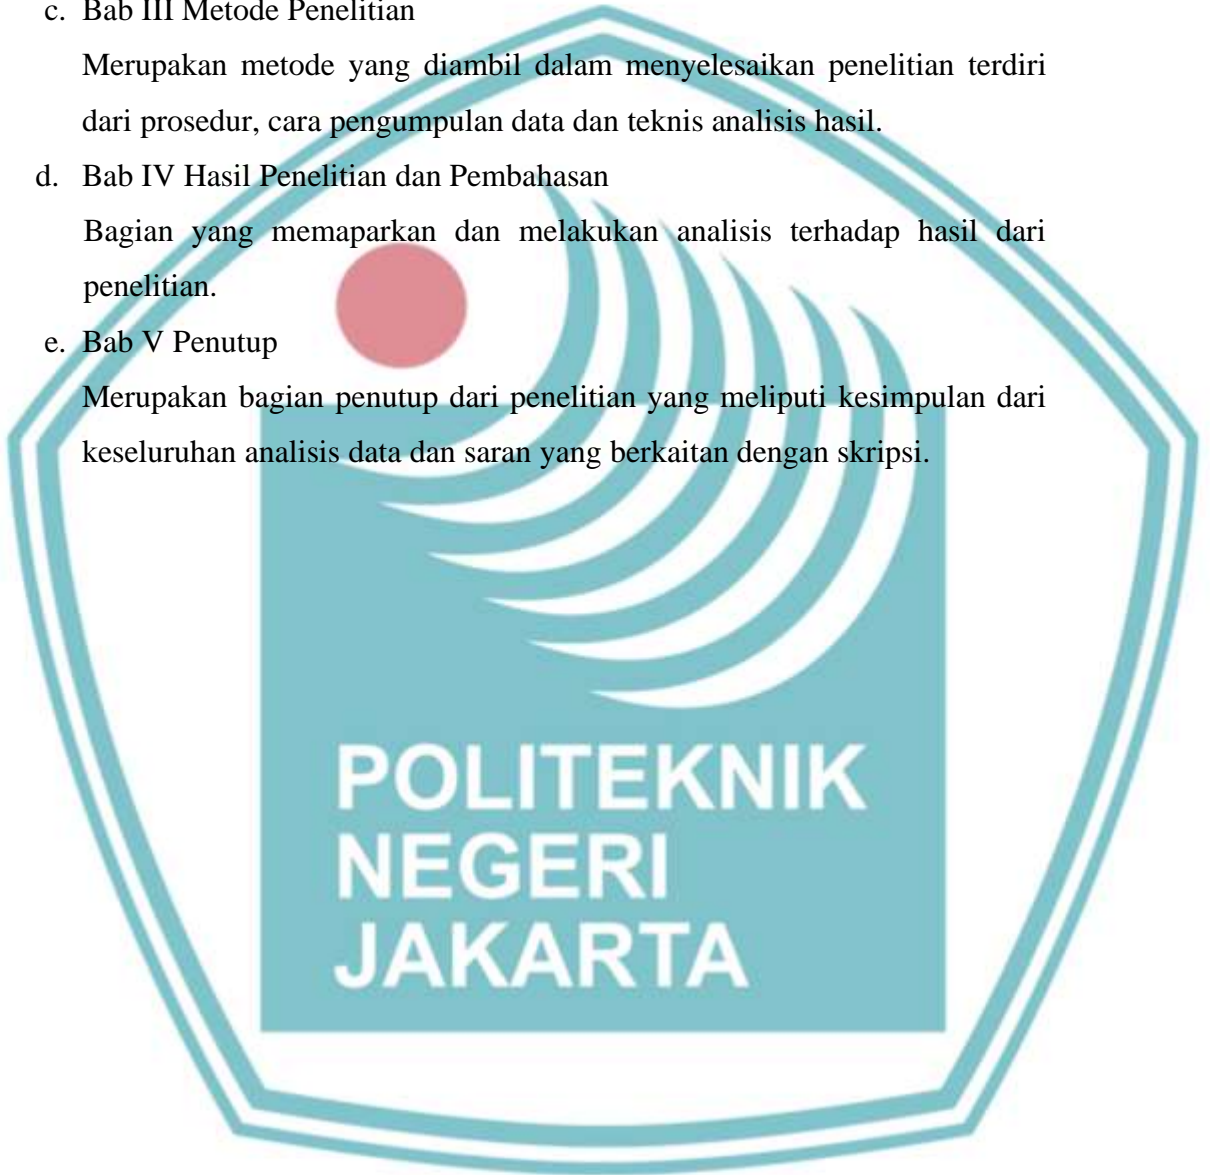 c. Bab III Metode Penelitian
Merupakan metode yang diambil dalam menyelesaikan penelitian terdiri
dari prosedur, cara pengumpulan data dan teknis analisis hasil.
d. Bab IV Hasil Penelitian dan Pembahasan
Bagian yang memaparkan dan melakukan analisis terhadap hasil dari
penelitian.
e. Bab V Penutup
Merupakan bagian penutup dari penelitian yang meliputi kesimpulan dari
keseluruhan analisis data dan saran yang berkaitan dengan skripsi.
POLITEKNIK
NEGERI
JAKARTA